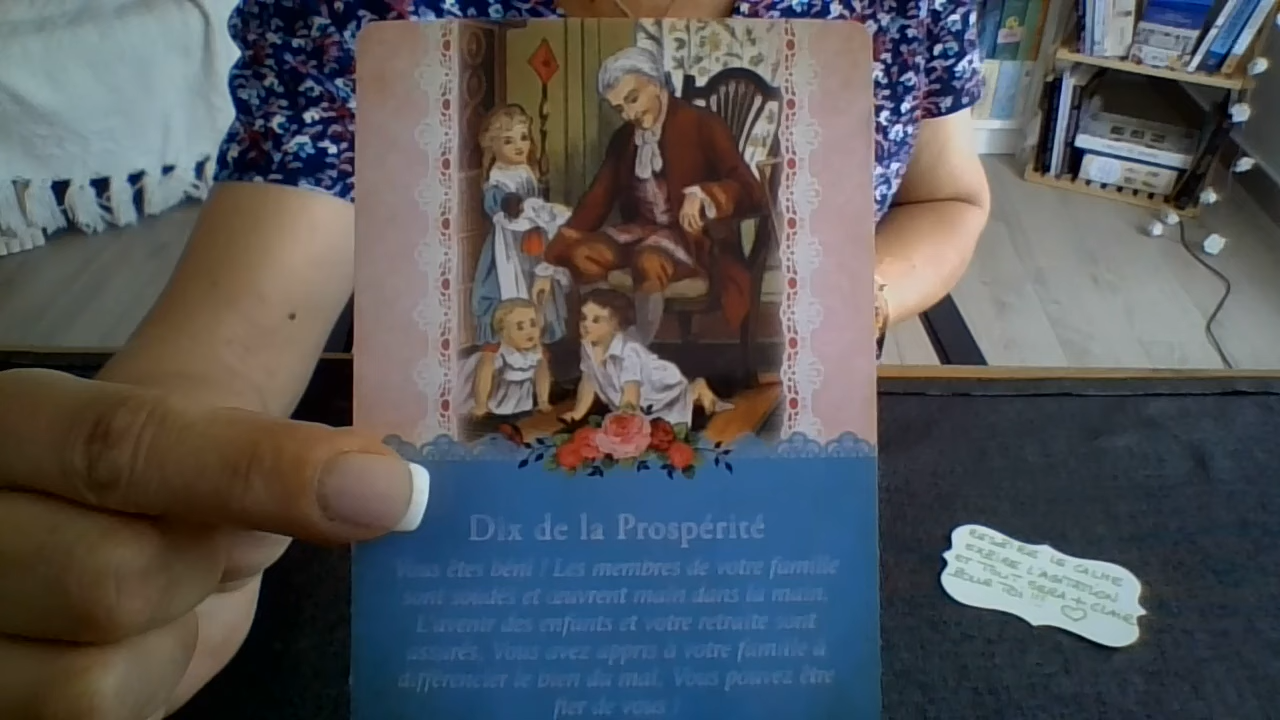 Dix de la Prospérité
Vous êtes béni ! Les membres de votre famille
sont soudés et œuvrent main dans la main.
L'avenir des enfants et votre retraite sont
assurés. Vous avez appris à votre famille à
différencier le bien du mal. Vous pouvez être
fier de vous !
RESPIRE LE CALME
EXPIRE L'AGITATION
ET TOUT SERA + CLAIR
POUR TOI !!!